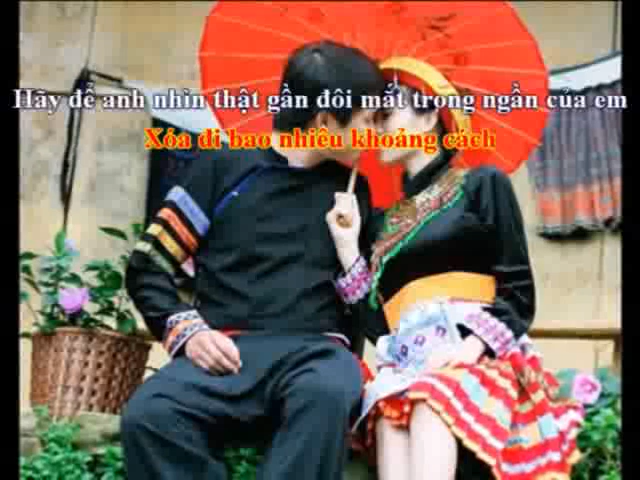 Hãy để anh nhìn thật gần đôi mắt trong ngần của em
Xóa đi bao nhiêu khoảng cách